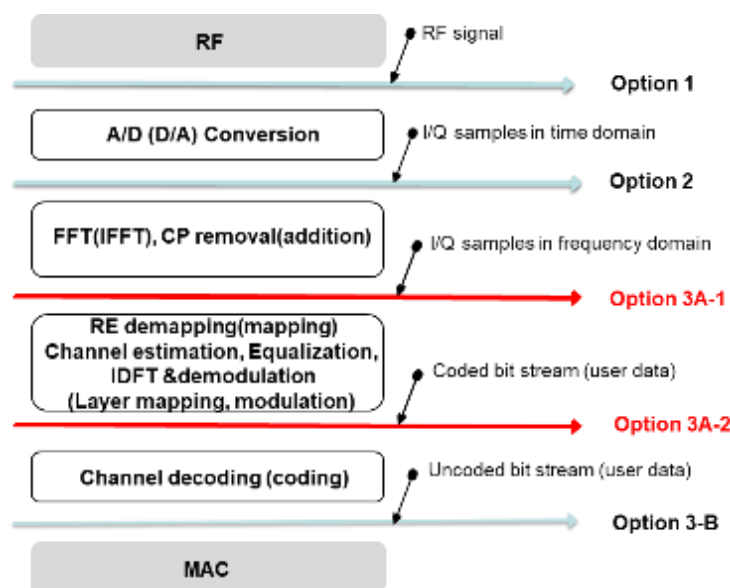 RF
RF signal
Option 1
A/D (D/A) Conversion
I/Q samples in time domain
Option 2
FFT(IFFT), CP removal(addition)
I/Q samples in frequency domain
Option 3A-1
RE demapping(mapping)
Channel estimation, Equalization,
IDFT &demodulation
(Layer mapping, modulation)
Coded bit stream (user data)
Option 3A-2
Channel decoding (coding)
Uncoded bit stream (user data)
Option 3-B
MAC